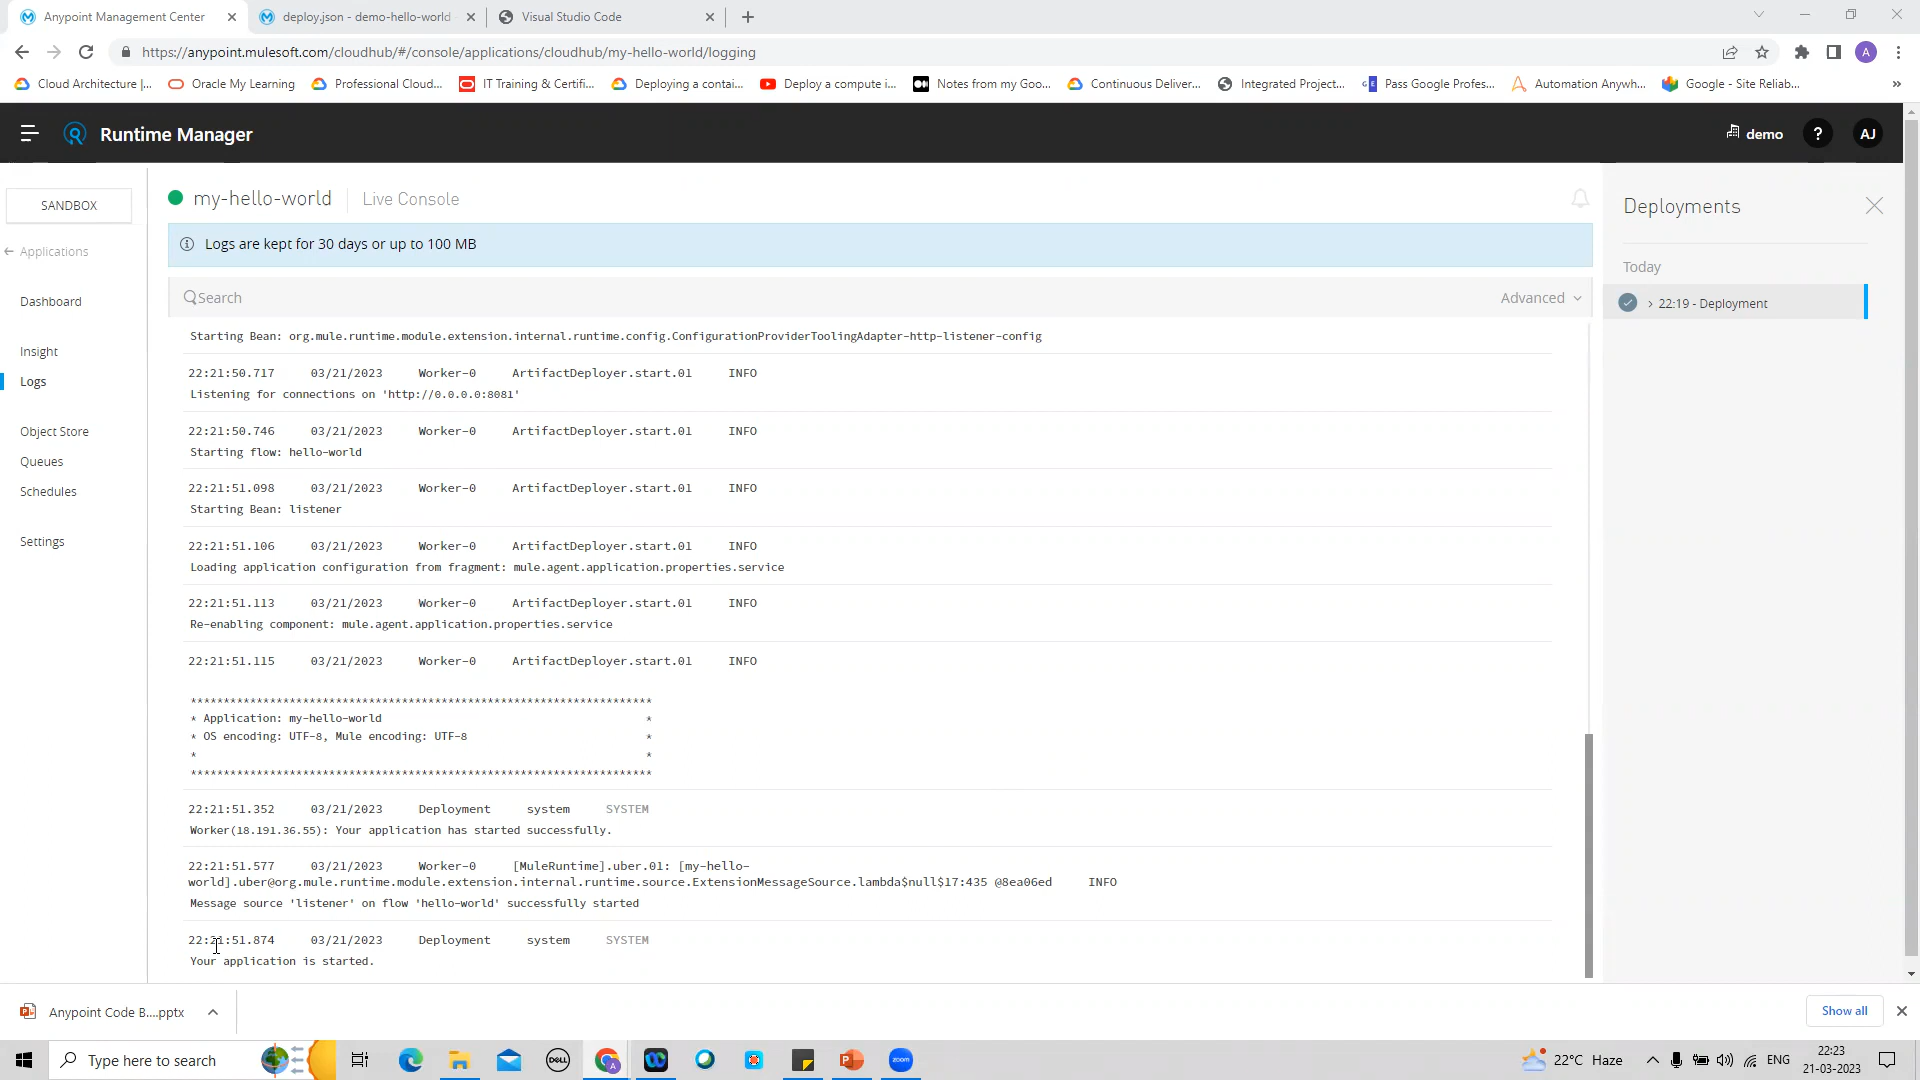 Anypoint Management Center
deploy.json - demo-hello-world
Visual Studio Code
https://anypoint.mulesoft.com/cloudhub/#/console/applications/cloudhub/my-hello-world/logging
A
Cloud Architecture |...
Oracle My Learning
Professional Cloud...
IT Training & Certifi...
Deploying a contai...
Deploy a compute i...
Notes from my Goo...
Continuous Deliver...
Integrated Project...
Pass Google Profes...
Automation Anywh...
Google - Site Reliab...
»
Runtime Manager
demo
?
AJ
SANDBOX
Applications
Dashboard
Insight
Logs
Object Store
Queues
Schedules
Settings
my-hello-world
Live Console
Logs are kept for 30 days or up to 100 MB
Search
Advanced
Starting Bean: org.mule.runtime.module.extension.internal.runtime.config.ConfigurationProviderToolingAdapter-http-listener-config
22:21:50.717 03/21/2023 Worker-0 ArtifactDeployer.start.01 INFO
Listening for connections on 'http://0.0.0.0:8081'
22:21:50.746 03/21/2023 Worker-0 ArtifactDeployer.start.01 INFO
Starting flow: hello-world
22:21:51.098 03/21/2023 Worker-0 ArtifactDeployer.start.01 INFO
Starting Bean: listener
22:21:51.106 03/21/2023 Worker-0 ArtifactDeployer.start.01 INFO
Loading application configuration from fragment: mule.agent.application.properties.service
22:21:51.113 03/21/2023 Worker-0 ArtifactDeployer.start.01 INFO
Re-enabling component: mule.agent.application.properties.service
22:21:51.115 03/21/2023 Worker-0 ArtifactDeployer.start.01 INFO
**********************************************************************
* Application: my-hello-world *
* OS encoding: UTF-8, Mule encoding: UTF-8 *
* *
**********************************************************************
22:21:51.352 03/21/2023 Deployment system SYSTEM
Worker(18.191.36.55): Your application has started successfully.
22:21:51.577 03/21/2023 Worker-0 [MuleRuntime].uber.01: [my-hello-
world].uber@org.mule.runtime.module.extension.internal.runtime.source.ExtensionMessageSource.lambda$null$17:435 @8ea06ed INFO
Message source 'listener' on flow 'hello-world' successfully started
22:21:51.874 03/21/2023 Deployment system SYSTEM
Your application is started.
Deployments
Today
22:19 - Deployment
Anypoint Code B....pptx
Show all
Type here to search
DELL
zoom
22°C Haze
ENG
22:23
21-03-2023